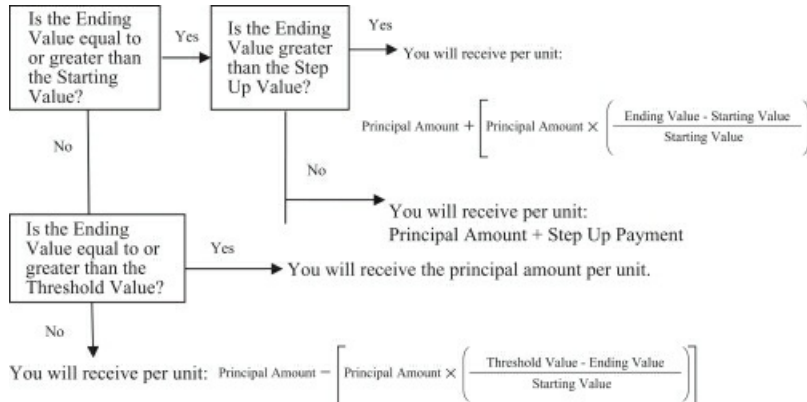 Is the Ending
Value equal to
or greater than
the Starting
Value?
Yes
Is the Ending
Value greater
than the Step
Up Value?
Yes
You will receive per unit:
Principal Amount + [ Principal Amount × ( Ending Value - Starting Value
Starting Value )
No
No
You will receive per unit:
Principal Amount + Step Up Payment
Is the Ending
Value equal to or
greater than the
Threshold Value?
Yes
You will receive the principal amount per unit.
No
You will receive per unit: Principal Amount − [ Principal Amount × ( Threshold Value - Ending Value
Starting Value ) ]